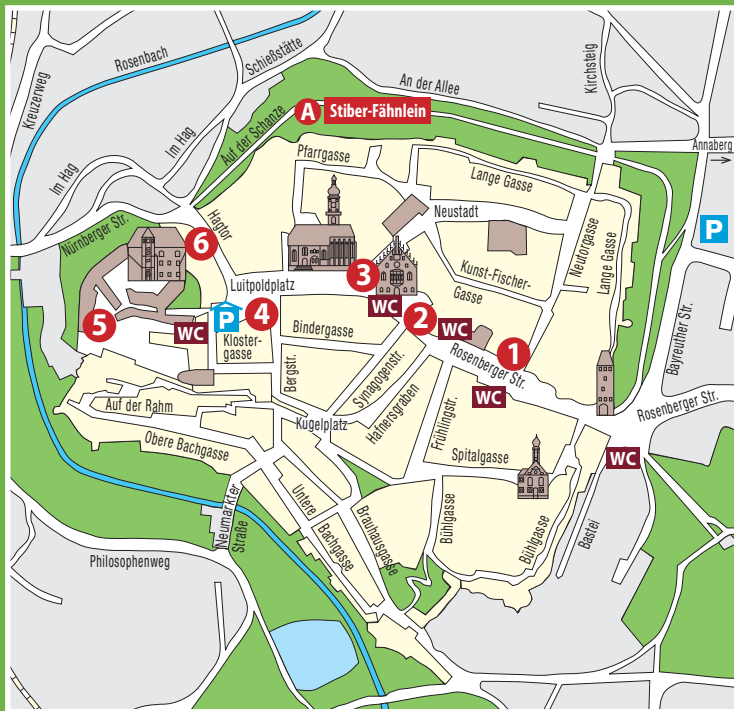 Rosenbach
Schießstätte
Kreuzerweg
Im Hag
Im Hag
Auf der Schanze
A Stiber-Fähnlein
An der Allee
Kirchsteig
Annaberg
Pfarrgasse
Lange Gasse
Neustadt
Hagtor
Nürnberger Str.
6
P
3
Luitpoldplatz
Kunst-Fischer-
Gasse
Neutorgasse
Lange Gasse
Bayreuther Str.
WC
5
WC
P
4
2
WC
1
Kloster-
gasse
Bindergasse
Bergstr.
Synagogenstr.
Rosenberger Str.
WC
Rosenberger Str.
Auf der Rahm
Kugelplatz
Hafnersgraben
Frühlingstr.
Obere Bachgasse
Spitalgasse
WC
Neumarkter
Straße
Untere
Bachgasse
Brauhausgasse
Bühlgasse
Bühlgasse
Bastei
Philosophenweg